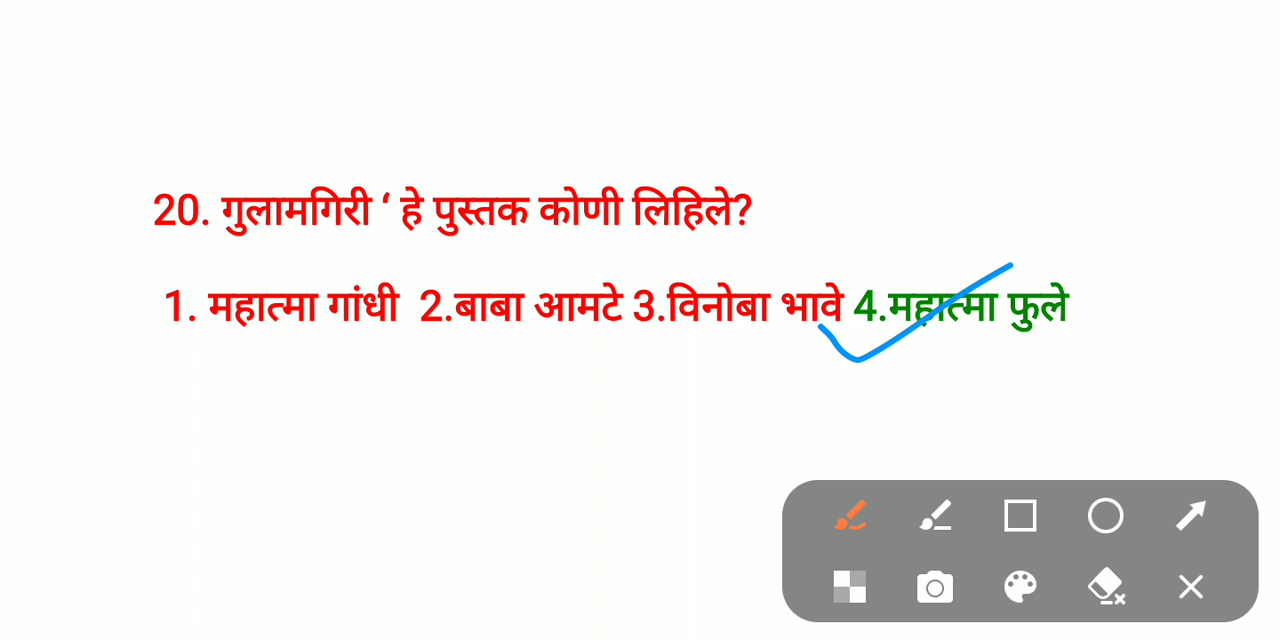 20. गुलामगिरी ‘ हे पुस्तक कोणी लिहिले?
1. महात्मा गांधी 2.बाबा आमटे 3.विनोबा भावे 4.महात्मा फुले